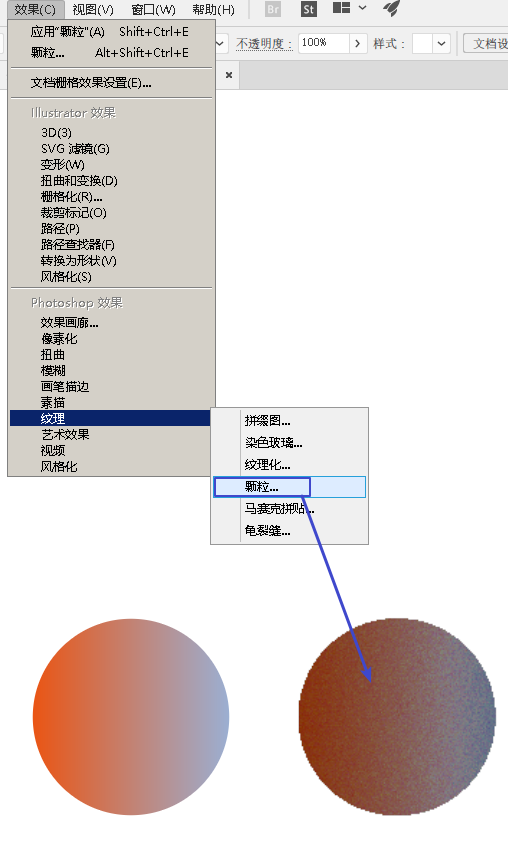 效果(C) 视图(V) 窗口(W) 帮助(H) Br St
应用“颗粒”(A) Shift+Ctrl+E
颗粒... Alt+Shift+Ctrl+E
不透明度: 100% 样式: 文档设
文档栅格效果设置(E)...
×
Illustrator 效果
3D(3)
SVG 滤镜(G)
变形(W)
扭曲和变换(D)
栅格化(R)...
裁剪标记(O)
路径(P)
路径查找器(F)
转换为形状(V)
风格化(S)
Photoshop 效果
效果画廊...
像素化
扭曲
模糊
画笔描边
素描
纹理
艺术效果
视频
风格化
拼缀图...
染色玻璃...
纹理化...
颗粒...
马赛克拼贴...
龟裂缝...